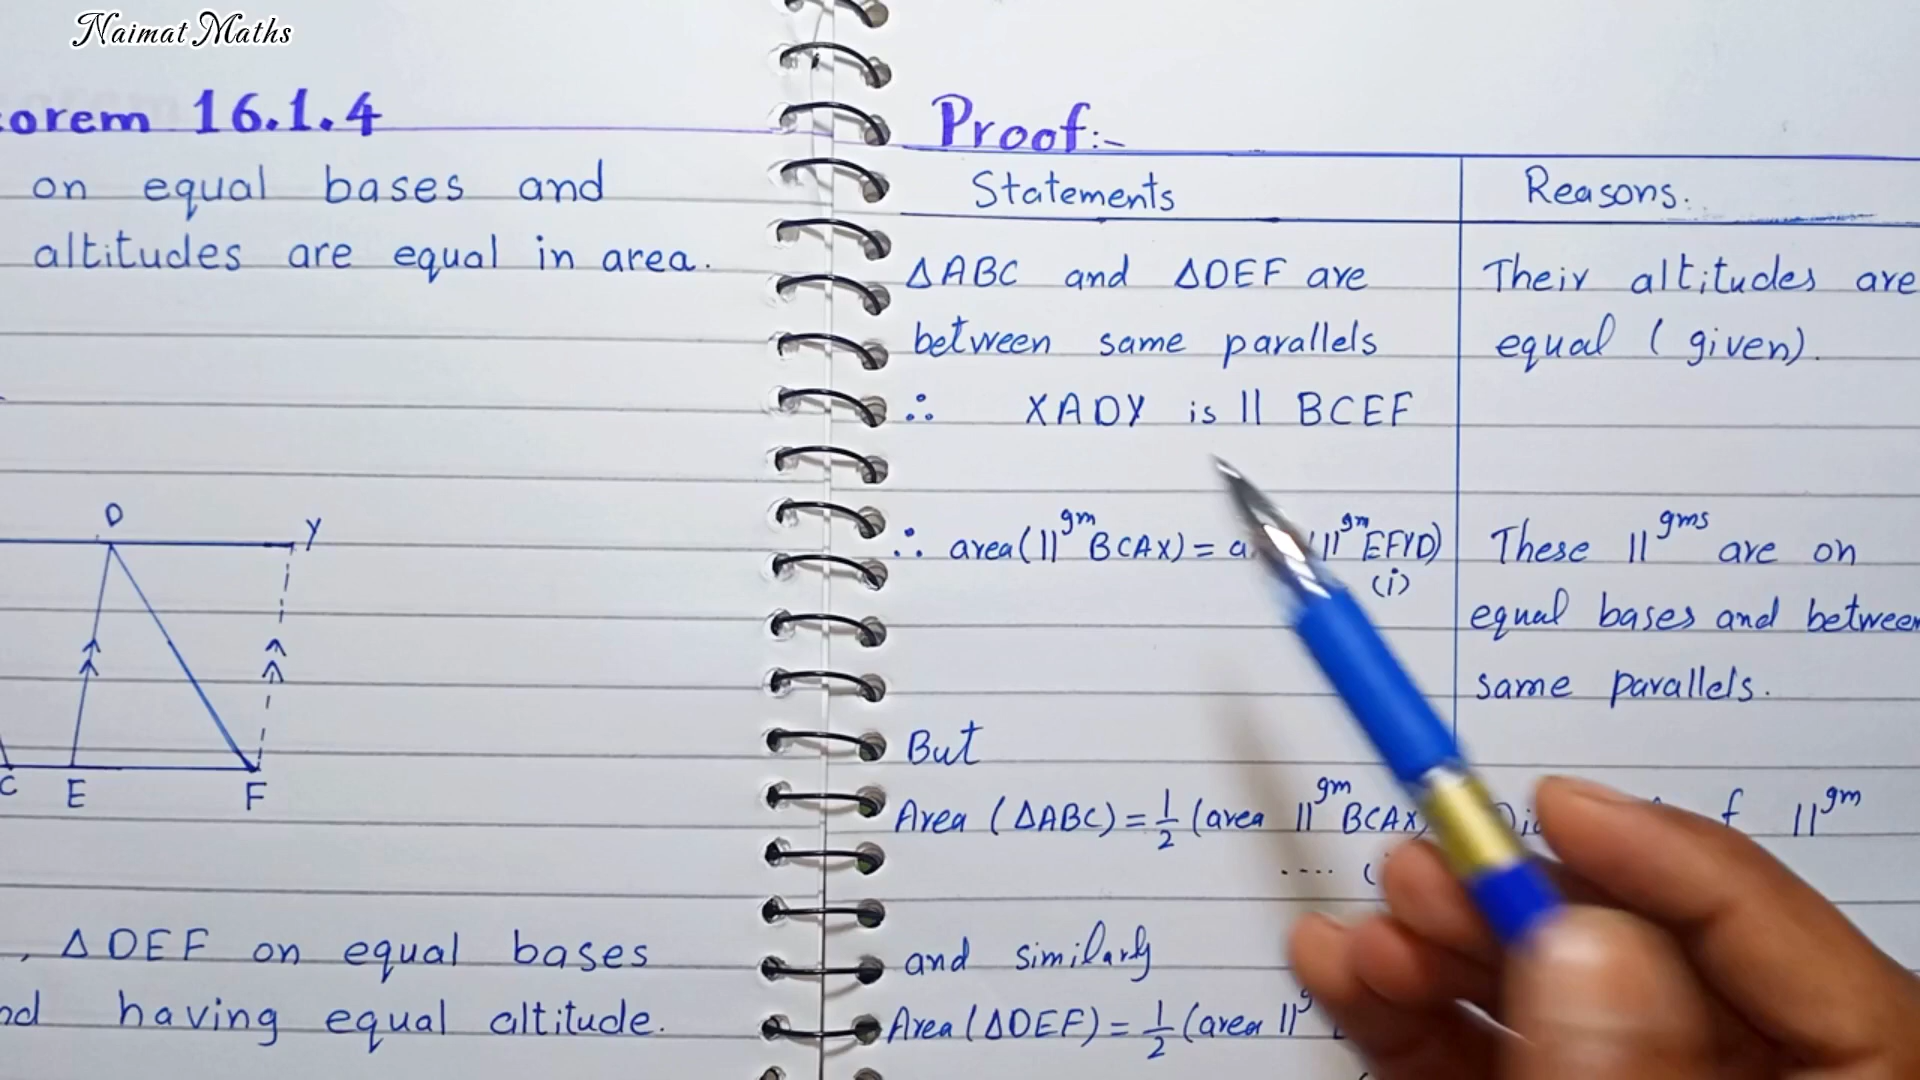 Naimat Maths
orem 16.1.4
on equal bases and
altitudes are equal in area.
D
Y
C
E
F
, ΔDEF on equal bases
having equal altitude.
Proof:-
Statements
Reasons.
ΔABC and ΔDEF are
between same parallels
∴ XADY is || BCEF
Their altitudes are
equal (given).
∴ area(||gm BCAX) = a ||gm EFYD)
(i)
These ||gms are on
equal bases and between
same parallels.
But
Area (ΔABC) = 1/2 (area ||gm BCAX)
.... (
f ||gm
and similarly
Area (ΔDEF) = 1/2 (area ||